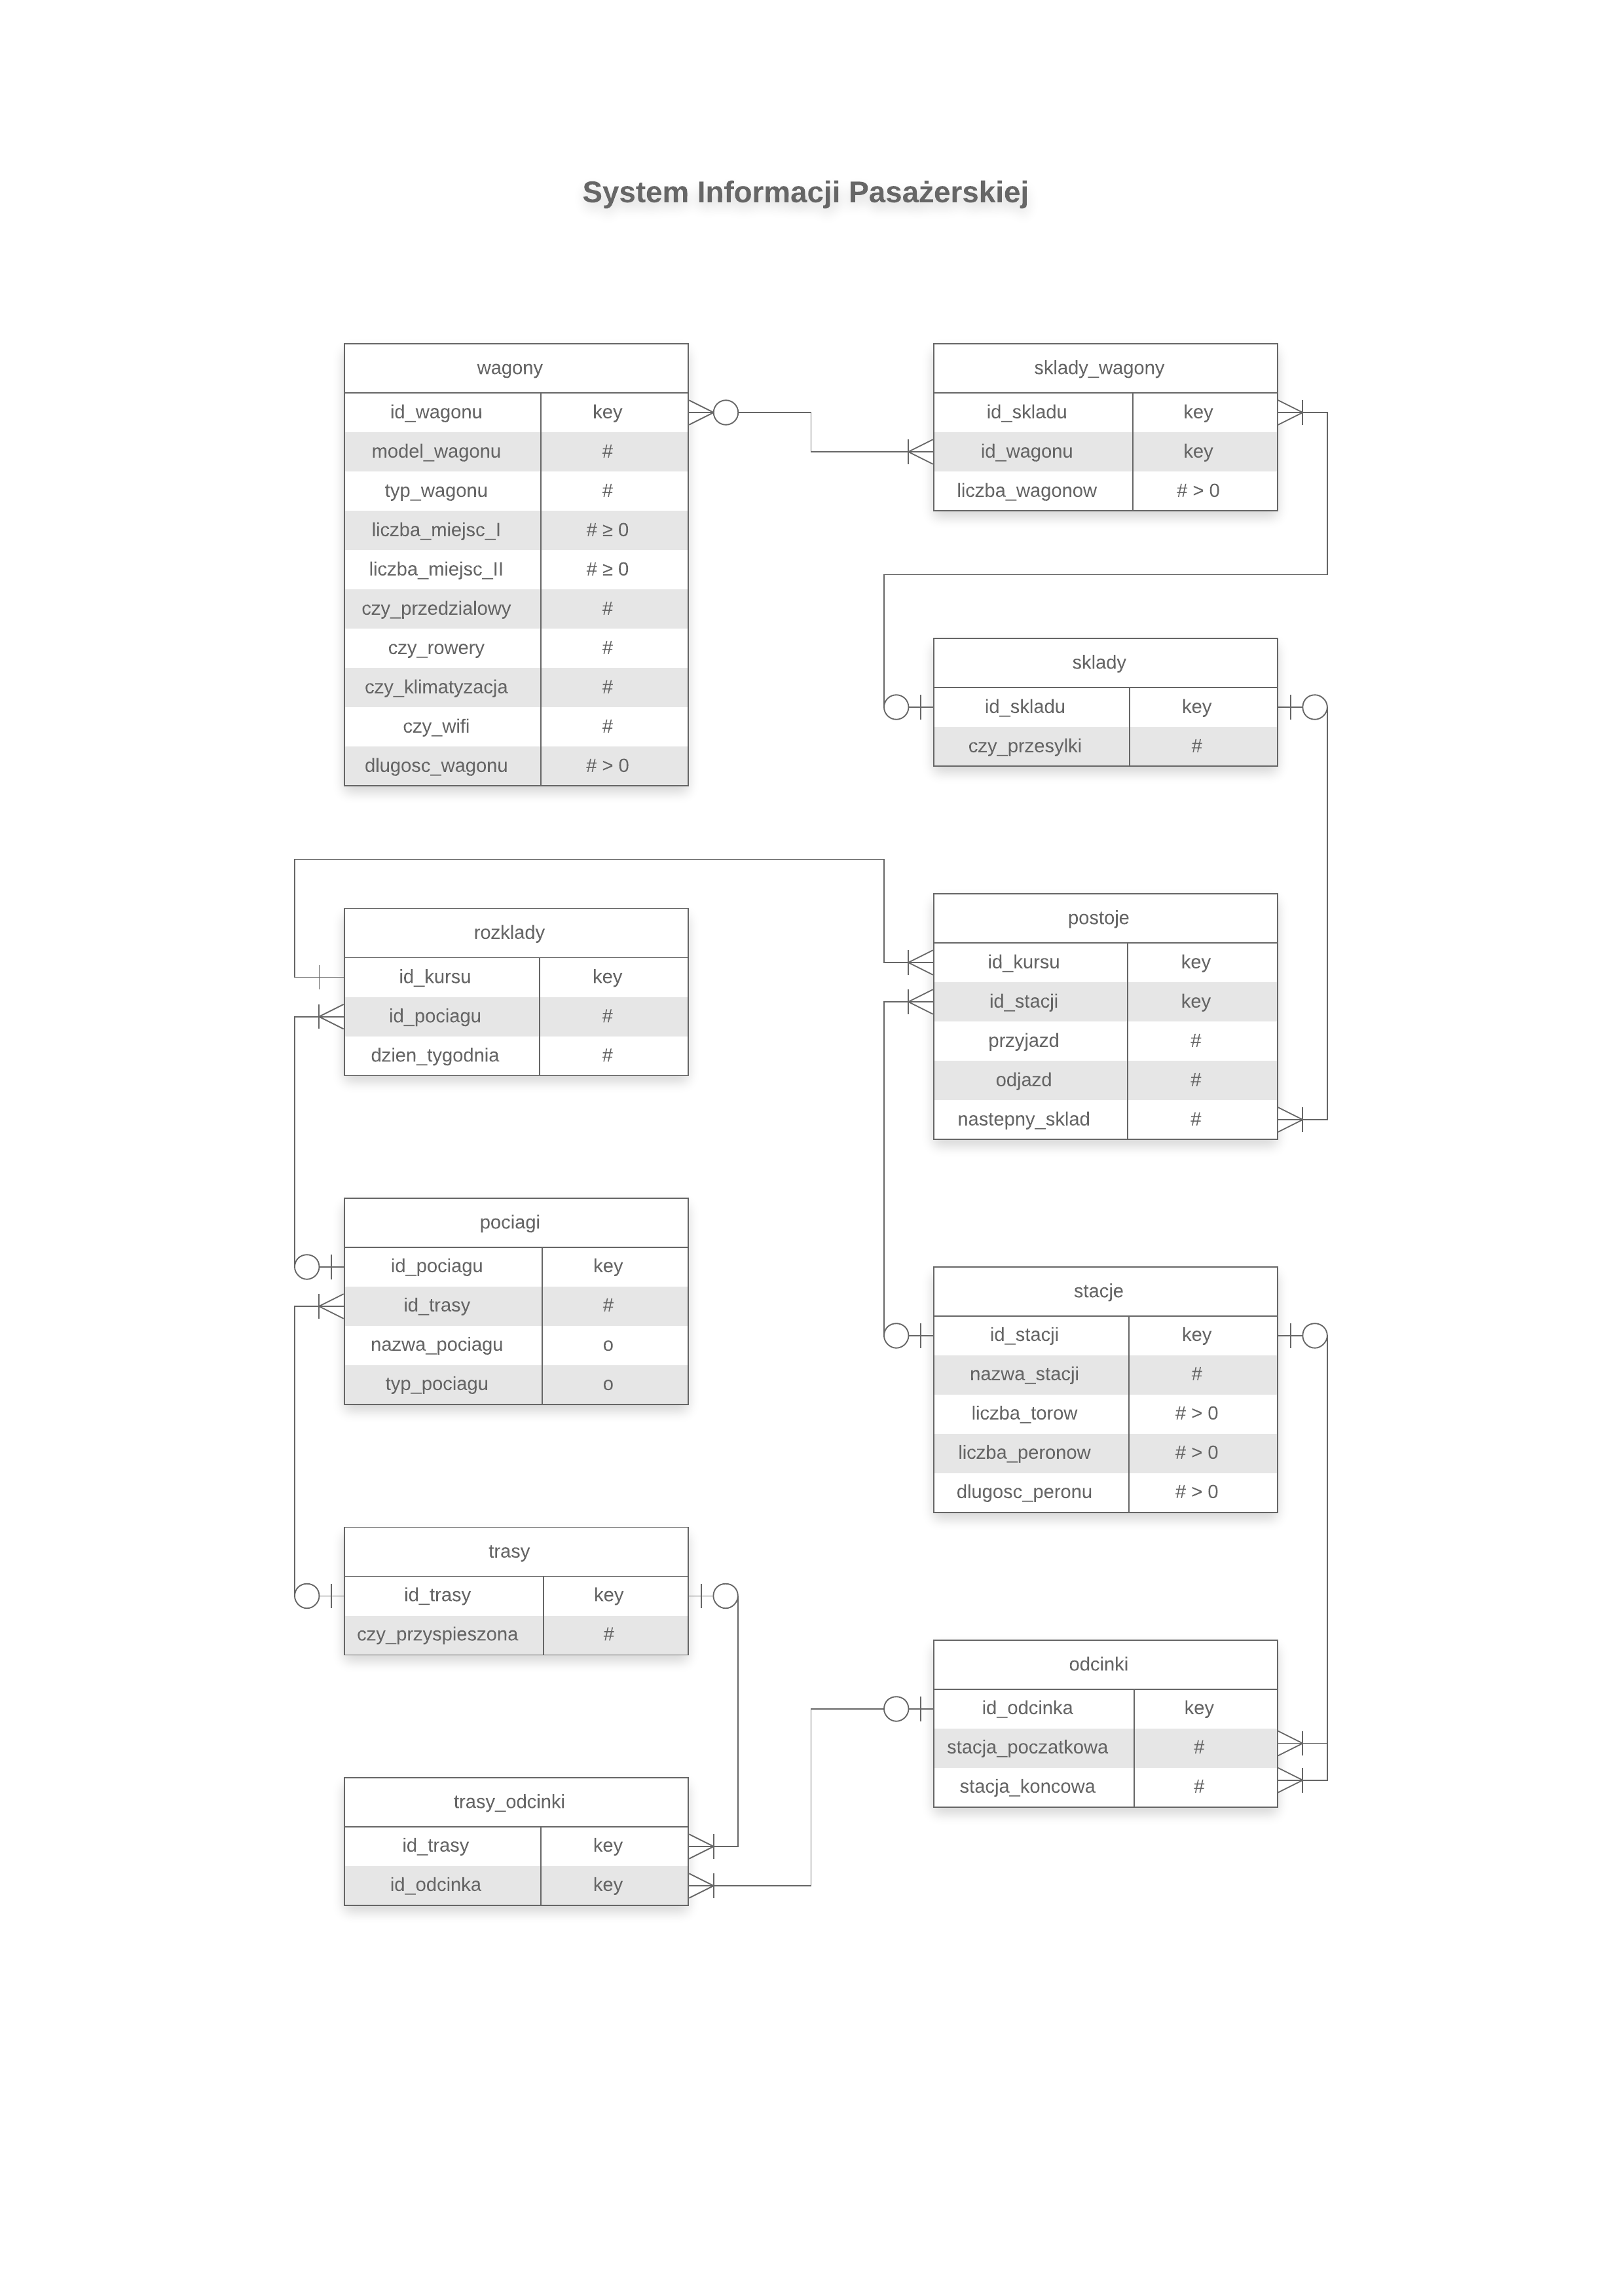 System Informacji Pasażerskiej
wagony
id_wagonu key
model_wagonu #
typ_wagonu #
liczba_miejsc_I # ≥ 0
liczba_miejsc_II # ≥ 0
czy_przedzialowy #
czy_rowery #
czy_klimatyzacja #
czy_wifi #
dlugosc_wagonu # > 0
sklady_wagony
id_skladu key
id_wagonu key
liczba_wagonow # > 0
sklady
id_skladu key
czy_przesylki #
rozklady
id_kursu key
id_pociagu #
dzien_tygodnia #
postoje
id_kursu key
id_stacji key
przyjazd #
odjazd #
nastepny_sklad #
pociagi
id_pociagu key
id_trasy #
nazwa_pociagu o
typ_pociagu o
stacje
id_stacji key
nazwa_stacji #
liczba_torow # > 0
liczba_peronow # > 0
dlugosc_peronu # > 0
trasy
id_trasy key
czy_przyspieszona #
odcinki
id_odcinka key
stacja_poczatkowa #
stacja_koncowa #
trasy_odcinki
id_trasy key
id_odcinka key